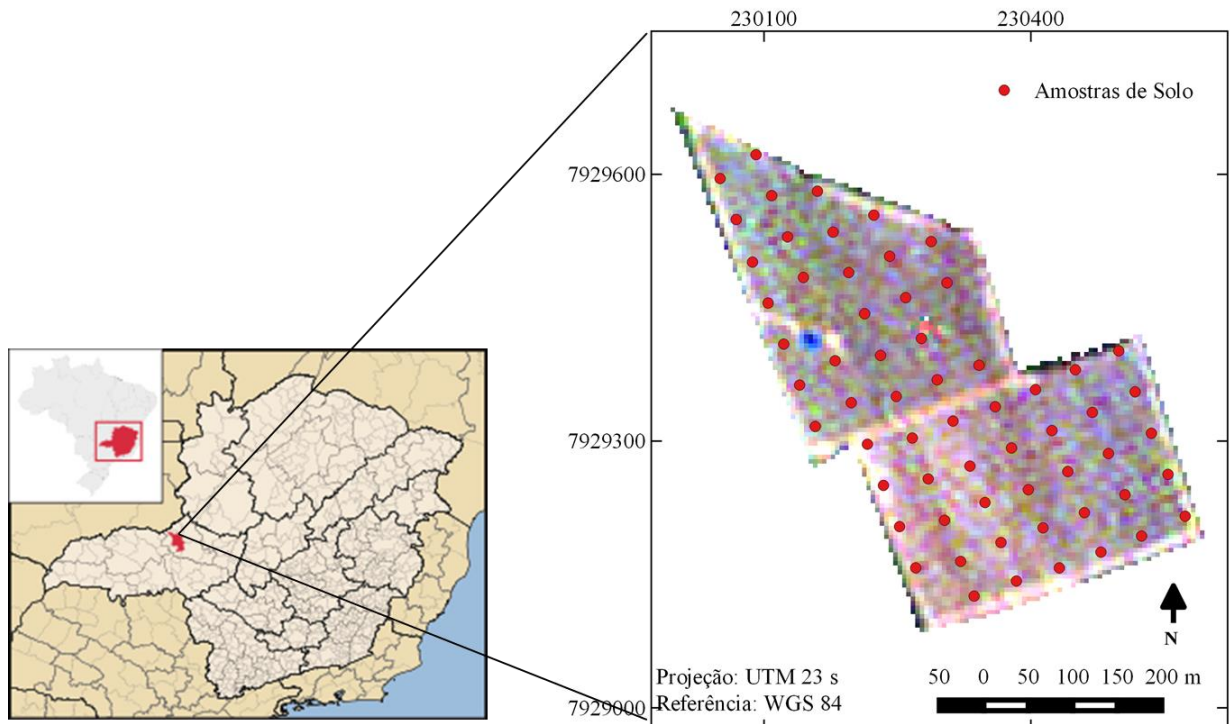 230100 230400
Amostras de Solo
7929600
7929300
N
Projeção: UTM 23 s
Referência: WGS 84
50 0 50 100 150 200 m
7929000